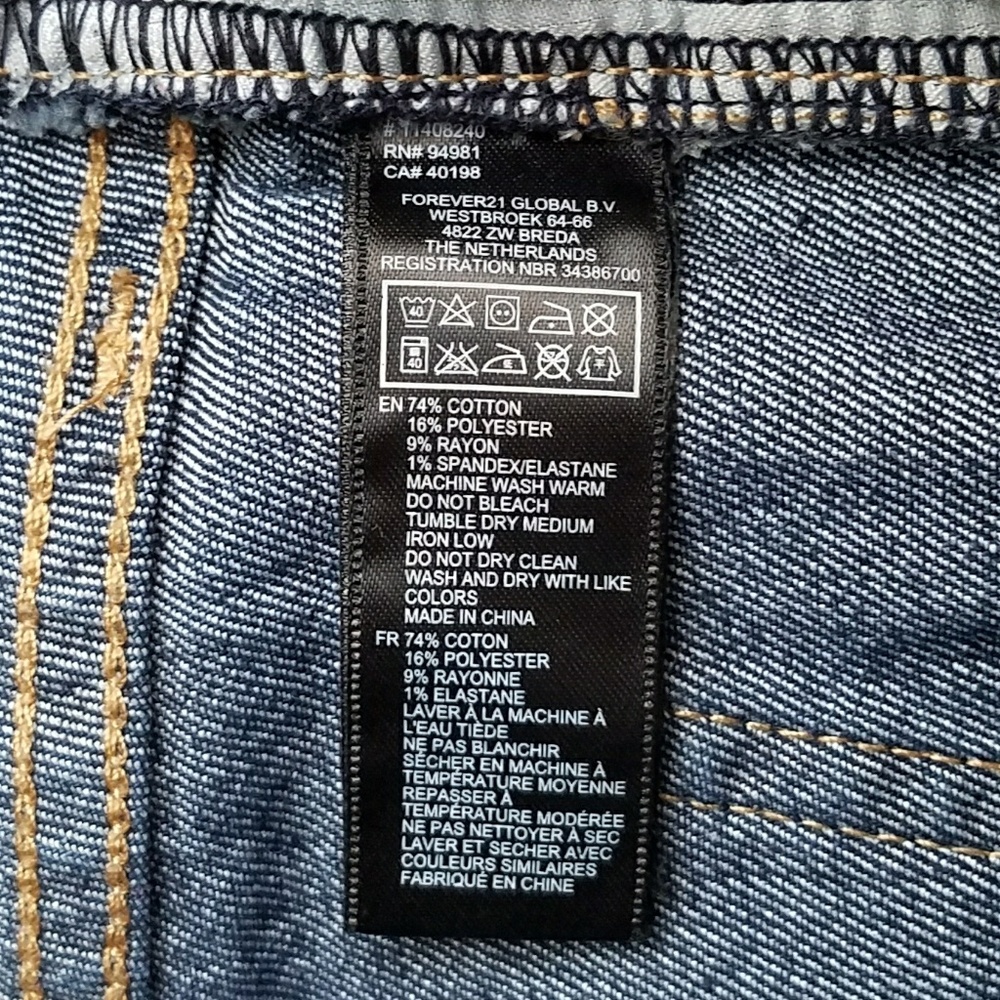 # 11408240
RN# 94981
CA# 40198
FOREVER21 GLOBAL B.V.
WESTBROEK 64-66
4822 ZW BREDA
THE NETHERLANDS
REGISTRATION NBR 34386700
40
40
EN 74% COTTON
16% POLYESTER
9% RAYON
1% SPANDEX/ELASTANE
MACHINE WASH WARM
DO NOT BLEACH
TUMBLE DRY MEDIUM
IRON LOW
DO NOT DRY CLEAN
WASH AND DRY WITH LIKE
COLORS
MADE IN CHINA
FR 74% COTON
16% POLYESTER
9% RAYONNE
1% ELASTANE
LAVER À LA MACHINE À
L'EAU TIÈDE
NE PAS BLANCHIR
SÉCHER EN MACHINE À
TEMPÉRATURE MOYENNE
REPASSER À
TEMPÉRATURE MODÉRÉE
NE PAS NETTOYER À SEC
LAVER ET SECHER AVEC
COULEURS SIMILAIRES
FABRIQUÉ EN CHINE